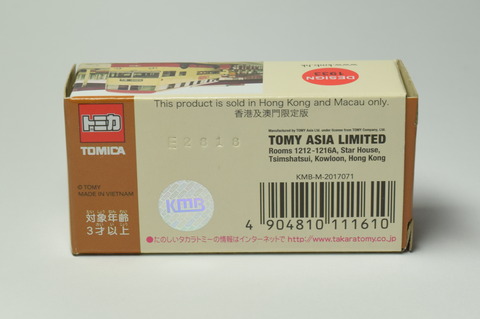 DESIGN
1933
This product is sold in Hong Kong and Macau only.
香港及澳門限定版
トミカ
TOMICA
E2616
Manufactured by TOMY Asia Ltd. under license from TOMY Company, Ltd.
TOMY ASIA LIMITED
Rooms 1212-1216A, Star House,
Tsimshatsui, Kowloon, Hong Kong
KMB-M-2017071
© TOMY
MADE IN VIETNAM
対象年齢
3才以上
KMB
4 904810 111610
●たのしいタカラトミーの情報はインターネットで http://www.takaratomy.co.jp